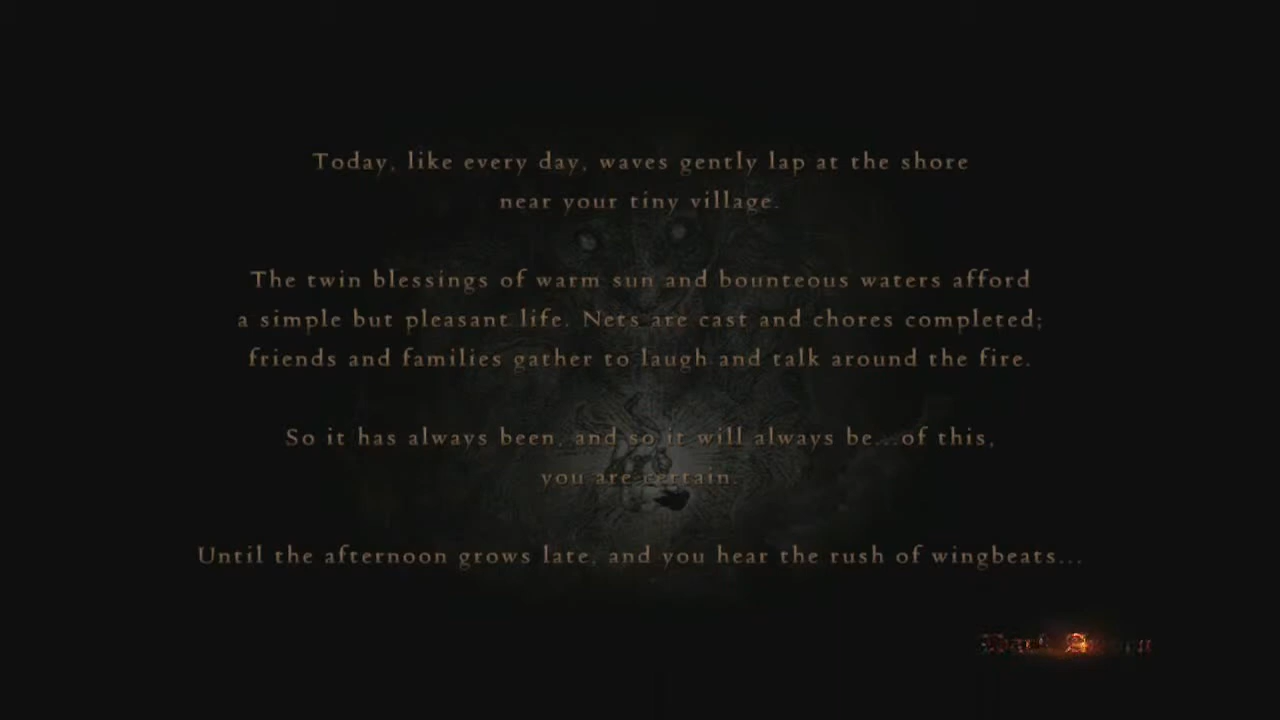 Today, like every day, waves gently lap at the shore
near your tiny village.
The twin blessings of warm sun and bounteous waters afford
a simple but pleasant life. Nets are cast and chores completed;
friends and families gather to laugh and talk around the fire.
So it has always been, and so it will always be...of this,
you are certain.
Until the afternoon grows late, and you hear the rush of wingbeats...